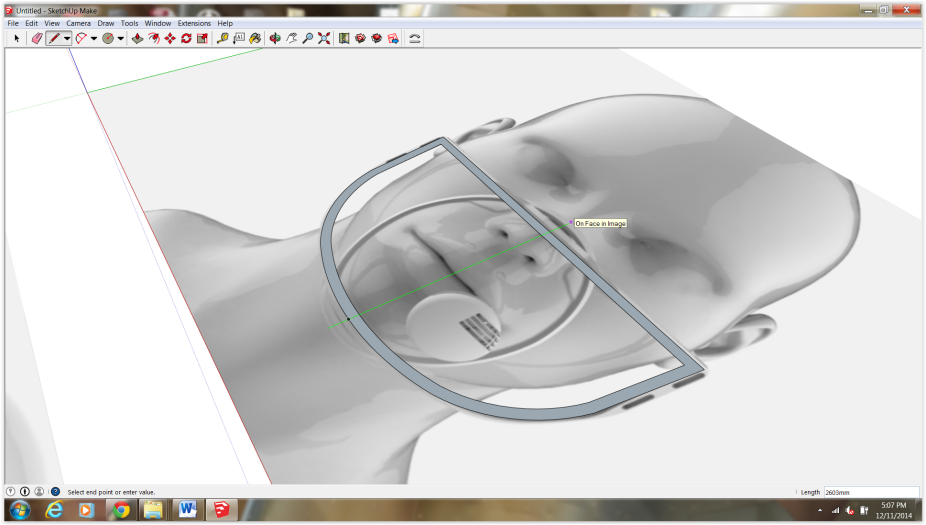 Untitled - SketchUp Make
File Edit View Camera Draw Tools Window Extensions Help
On Face in Image
Select end point or enter value.
Length 2603mm
5:07 PM
12/11/2014